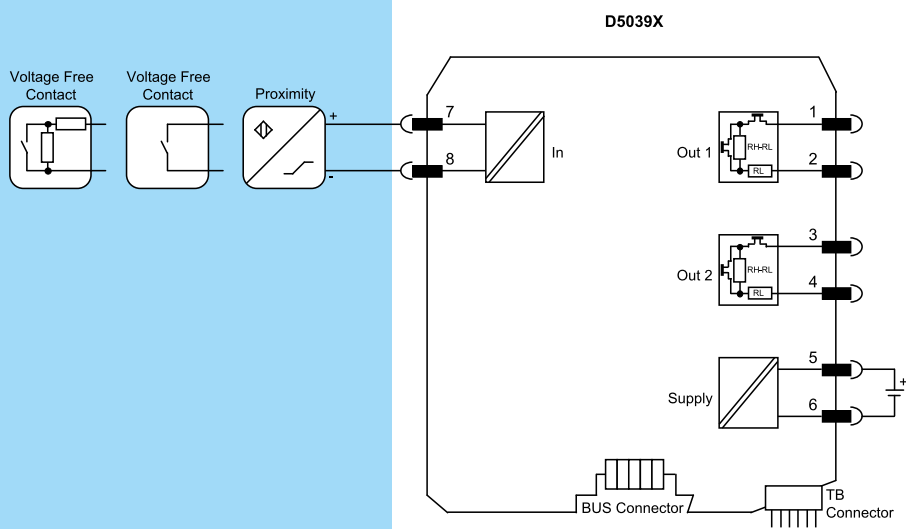 D5039X
Voltage Free
Contact
Voltage Free
Contact
Proximity
+
-
7
8
In
Out 1
RH-RL
RL
1
2
Out 2
RH-RL
RL
3
4
Supply
5
6
+
BUS Connector
TB
Connector